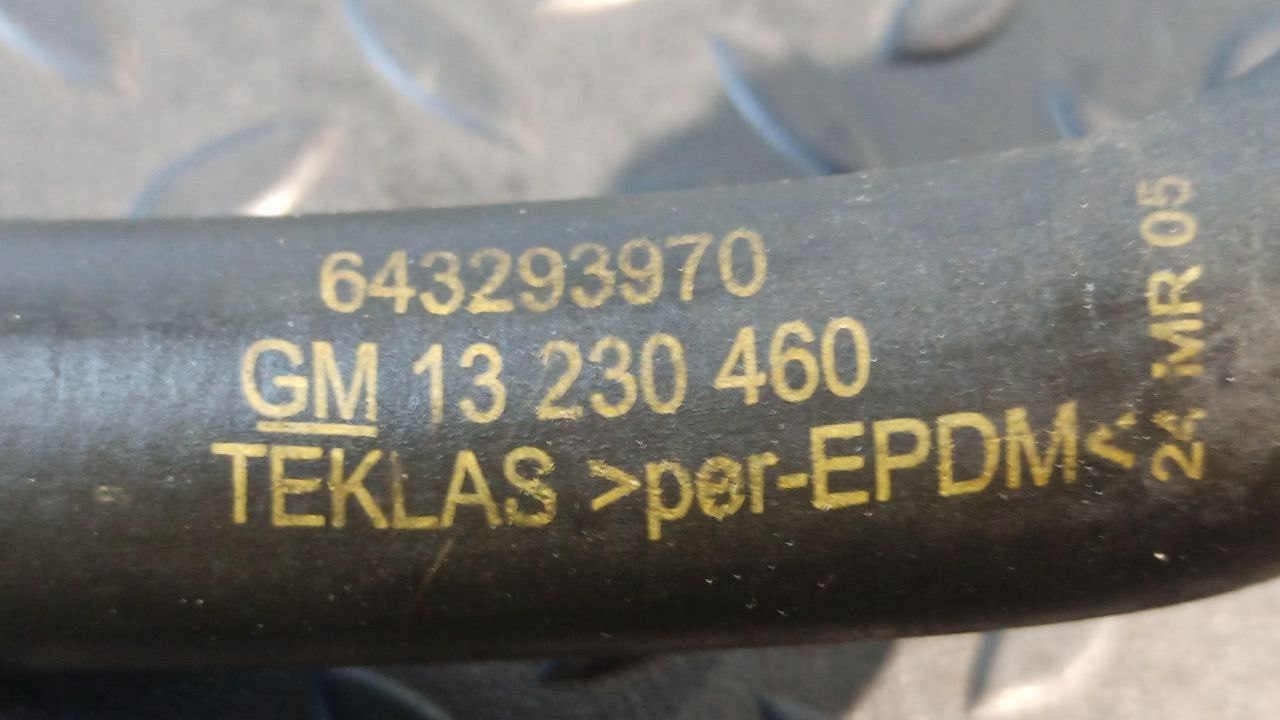 643293970
GM 13 230 460
TEKLAS >per-EPDM<
24 MR 05